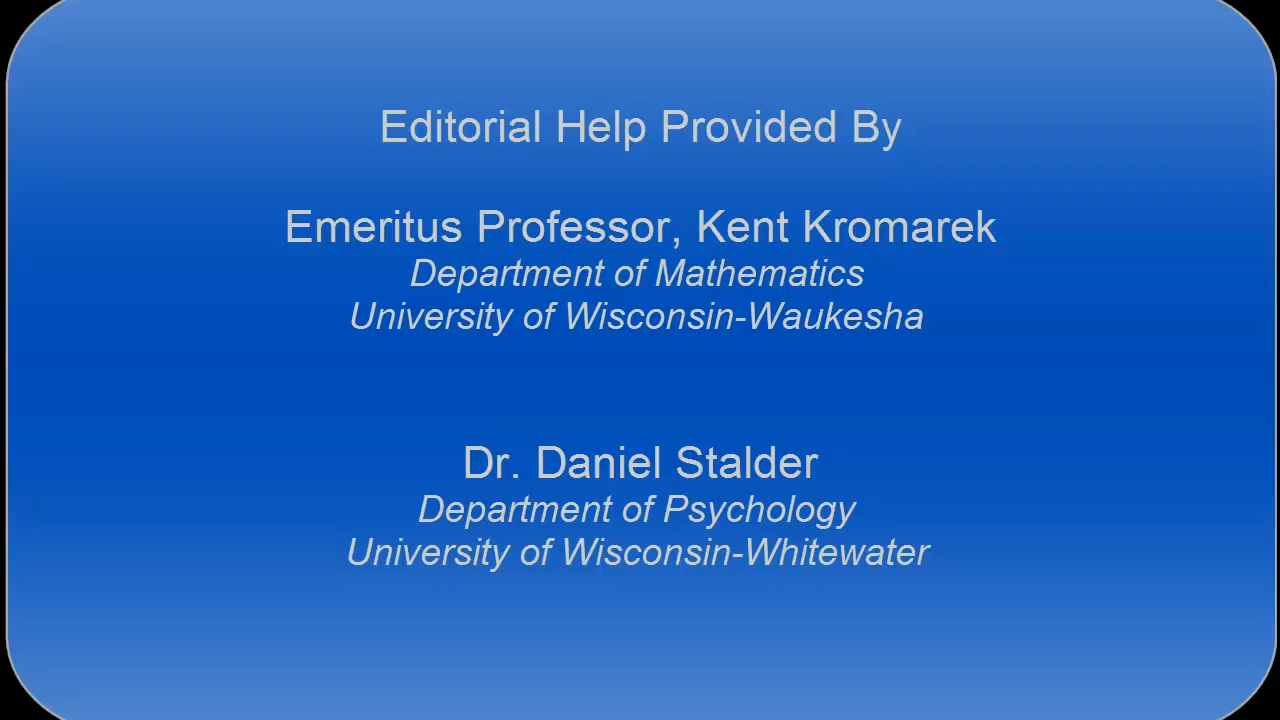 Editorial Help Provided By
Emeritus Professor, Kent Kromarek
Department of Mathematics
University of Wisconsin-Waukesha
Dr. Daniel Stalder
Department of Psychology
University of Wisconsin-Whitewater